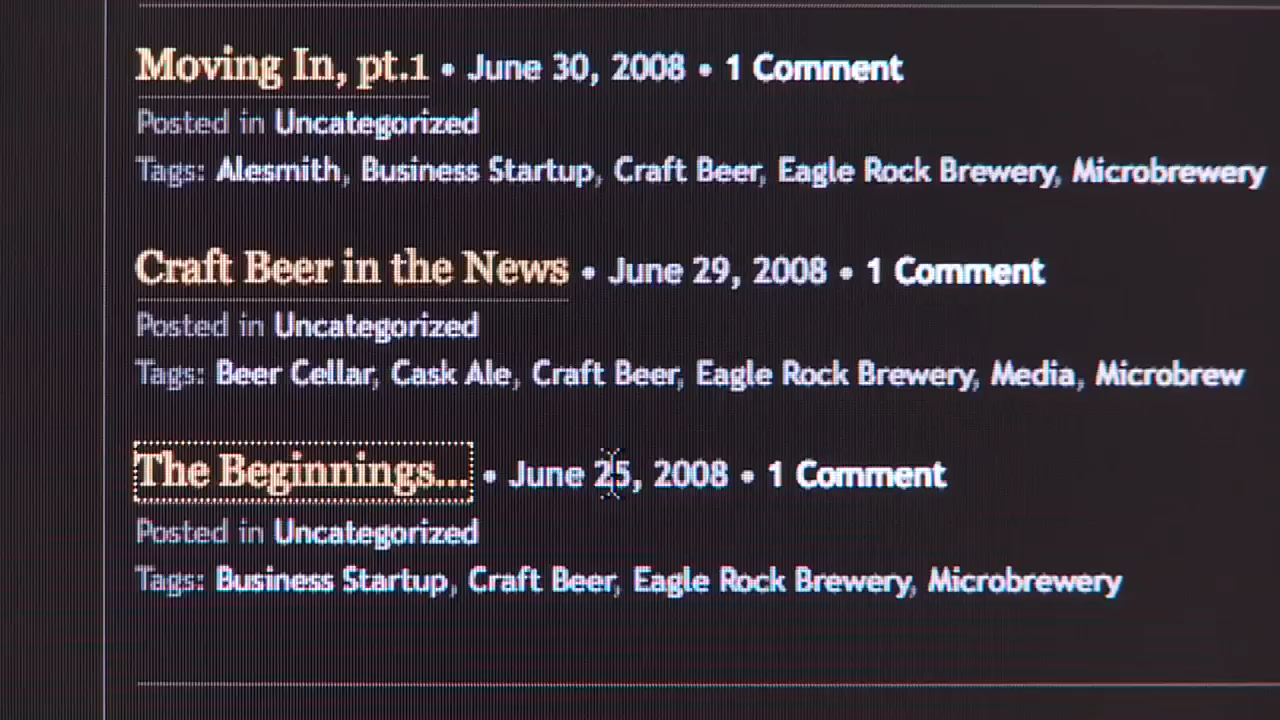 Moving In, pt.1 • June 30, 2008 • 1 Comment
Posted in Uncategorized
Tags: Alesmith, Business Startup, Craft Beer, Eagle Rock Brewery, Microbrewery
Craft Beer in the News • June 29, 2008 • 1 Comment
Posted in Uncategorized
Tags: Beer Cellar, Cask Ale, Craft Beer, Eagle Rock Brewery, Media, Microbrew
The Beginnings... • June 25, 2008 • 1 Comment
Posted in Uncategorized
Tags: Business Startup, Craft Beer, Eagle Rock Brewery, Microbrewery